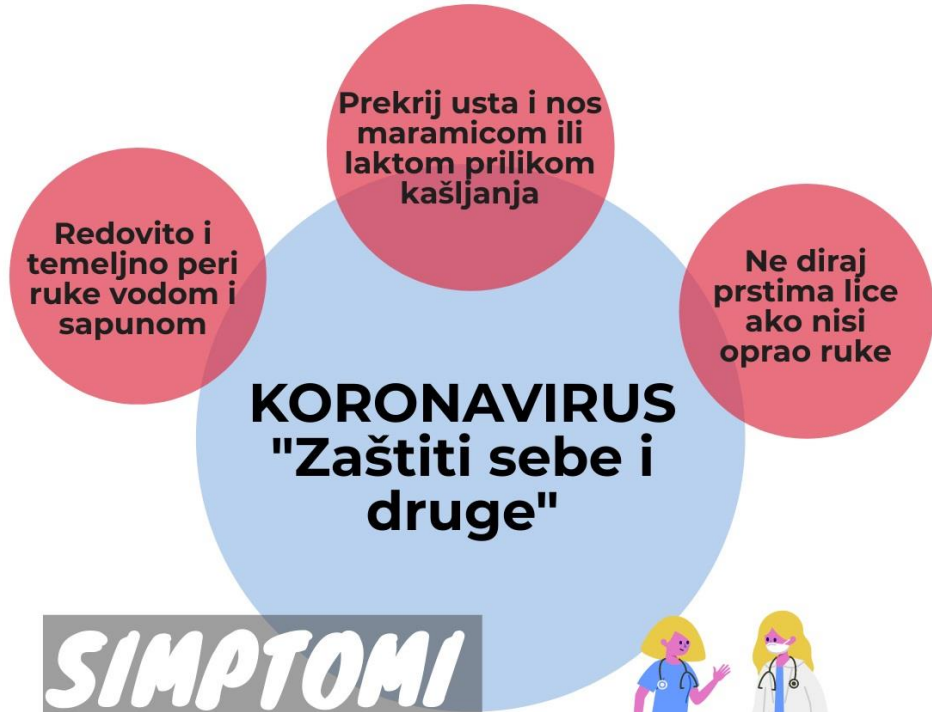 Prekrij usta i nos
maramicom ili
laktom prilikom
kašljanja
Redovito i
temeljno peri
ruke vodom i
sapunom
Ne diraj
prstima lice
ako nisi
oprao ruke
KORONAVIRUS
"Zaštiti sebe i
druge"
SIMPTOMI